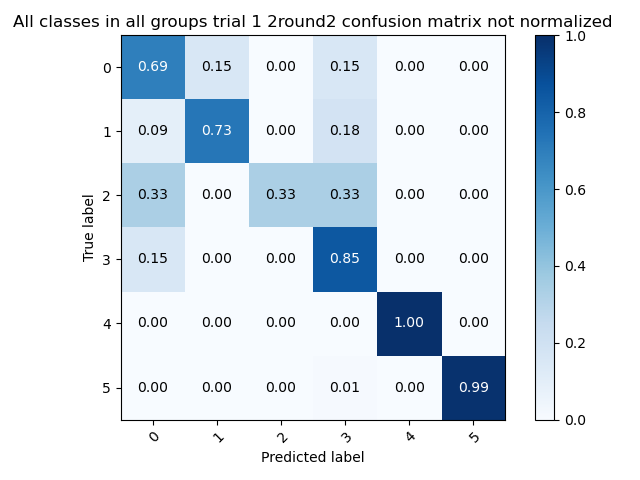 All classes in all groups trial 1 2round2 confusion matrix not normalized
0 0.69 0.15 0.00 0.15 0.00 0.00
1 0.09 0.73 0.00 0.18 0.00 0.00
2 0.33 0.00 0.33 0.33 0.00 0.00
3 0.15 0.00 0.00 0.85 0.00 0.00
4 0.00 0.00 0.00 0.00 1.00 0.00
5 0.00 0.00 0.00 0.01 0.00 0.99
0 1 2 3 4 5
True label
Predicted label
1.0
0.8
0.6
0.4
0.2
0.0